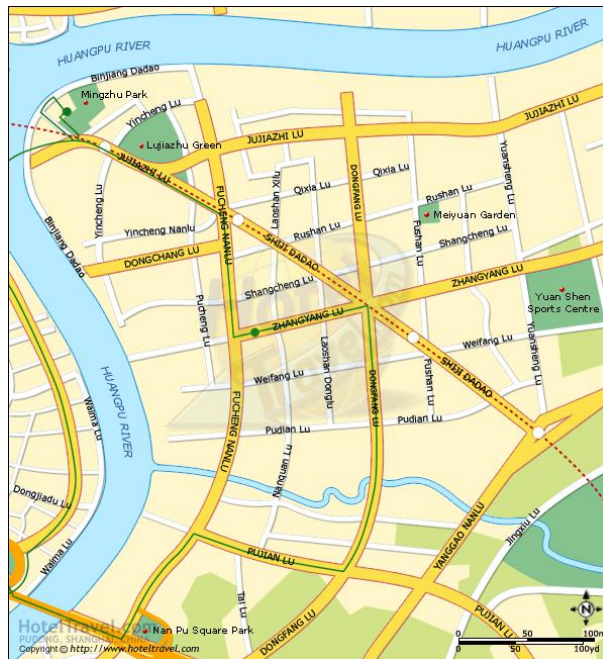 HUANGPU RIVER
HUANGPU RIVER
Binjiang Dadao
Mingzhu Park
Yincheng Lu
Lujiazhu Green
JUJIAZHI LU
JUJIAZHI LU
JUJIAZHI LU
Yuansheng Lu
DONGFANG LU
Laoshan Xilu
Qixia Lu
Qixia Lu
Rushan Lu
FUCHENG NANLU
Yincheng Lu
Meiyuan Garden
Yincheng Nanlu
Rushan Lu
Fushan Lu
Shangcheng Lu
SHIJI DADAO
Binjiang Dadao
DONGCHANG LU
ZHANGYANG LU
Shangcheng Lu
Yuan Shen
Sports Centre
Pucheng Lu
ZHANGYANG LU
Laoshan Donglu
Weifang Lu
Yuansheng Lu
SHIJI DADAO
Weifang Lu
Fushan Lu
HUANGPU RIVER
DONGFANG LU
Waima Lu
FUCHENG NANLU
Pudian Lu
Pudian Lu
Nanquan Lu
Dongjiadu Lu
Jingxiu Lu
YANGGAO NANLU
PUJIAN LU
Waima Lu
Tai Lu
PUJIAN LU
DONGFANG LU
Nan Pu Square Park
N
HotelTravel.com
PUDONG, SHANGHAI, CHINA
Copyright © http://www.hoteltravel.com
0 50m 100m
0 100yd